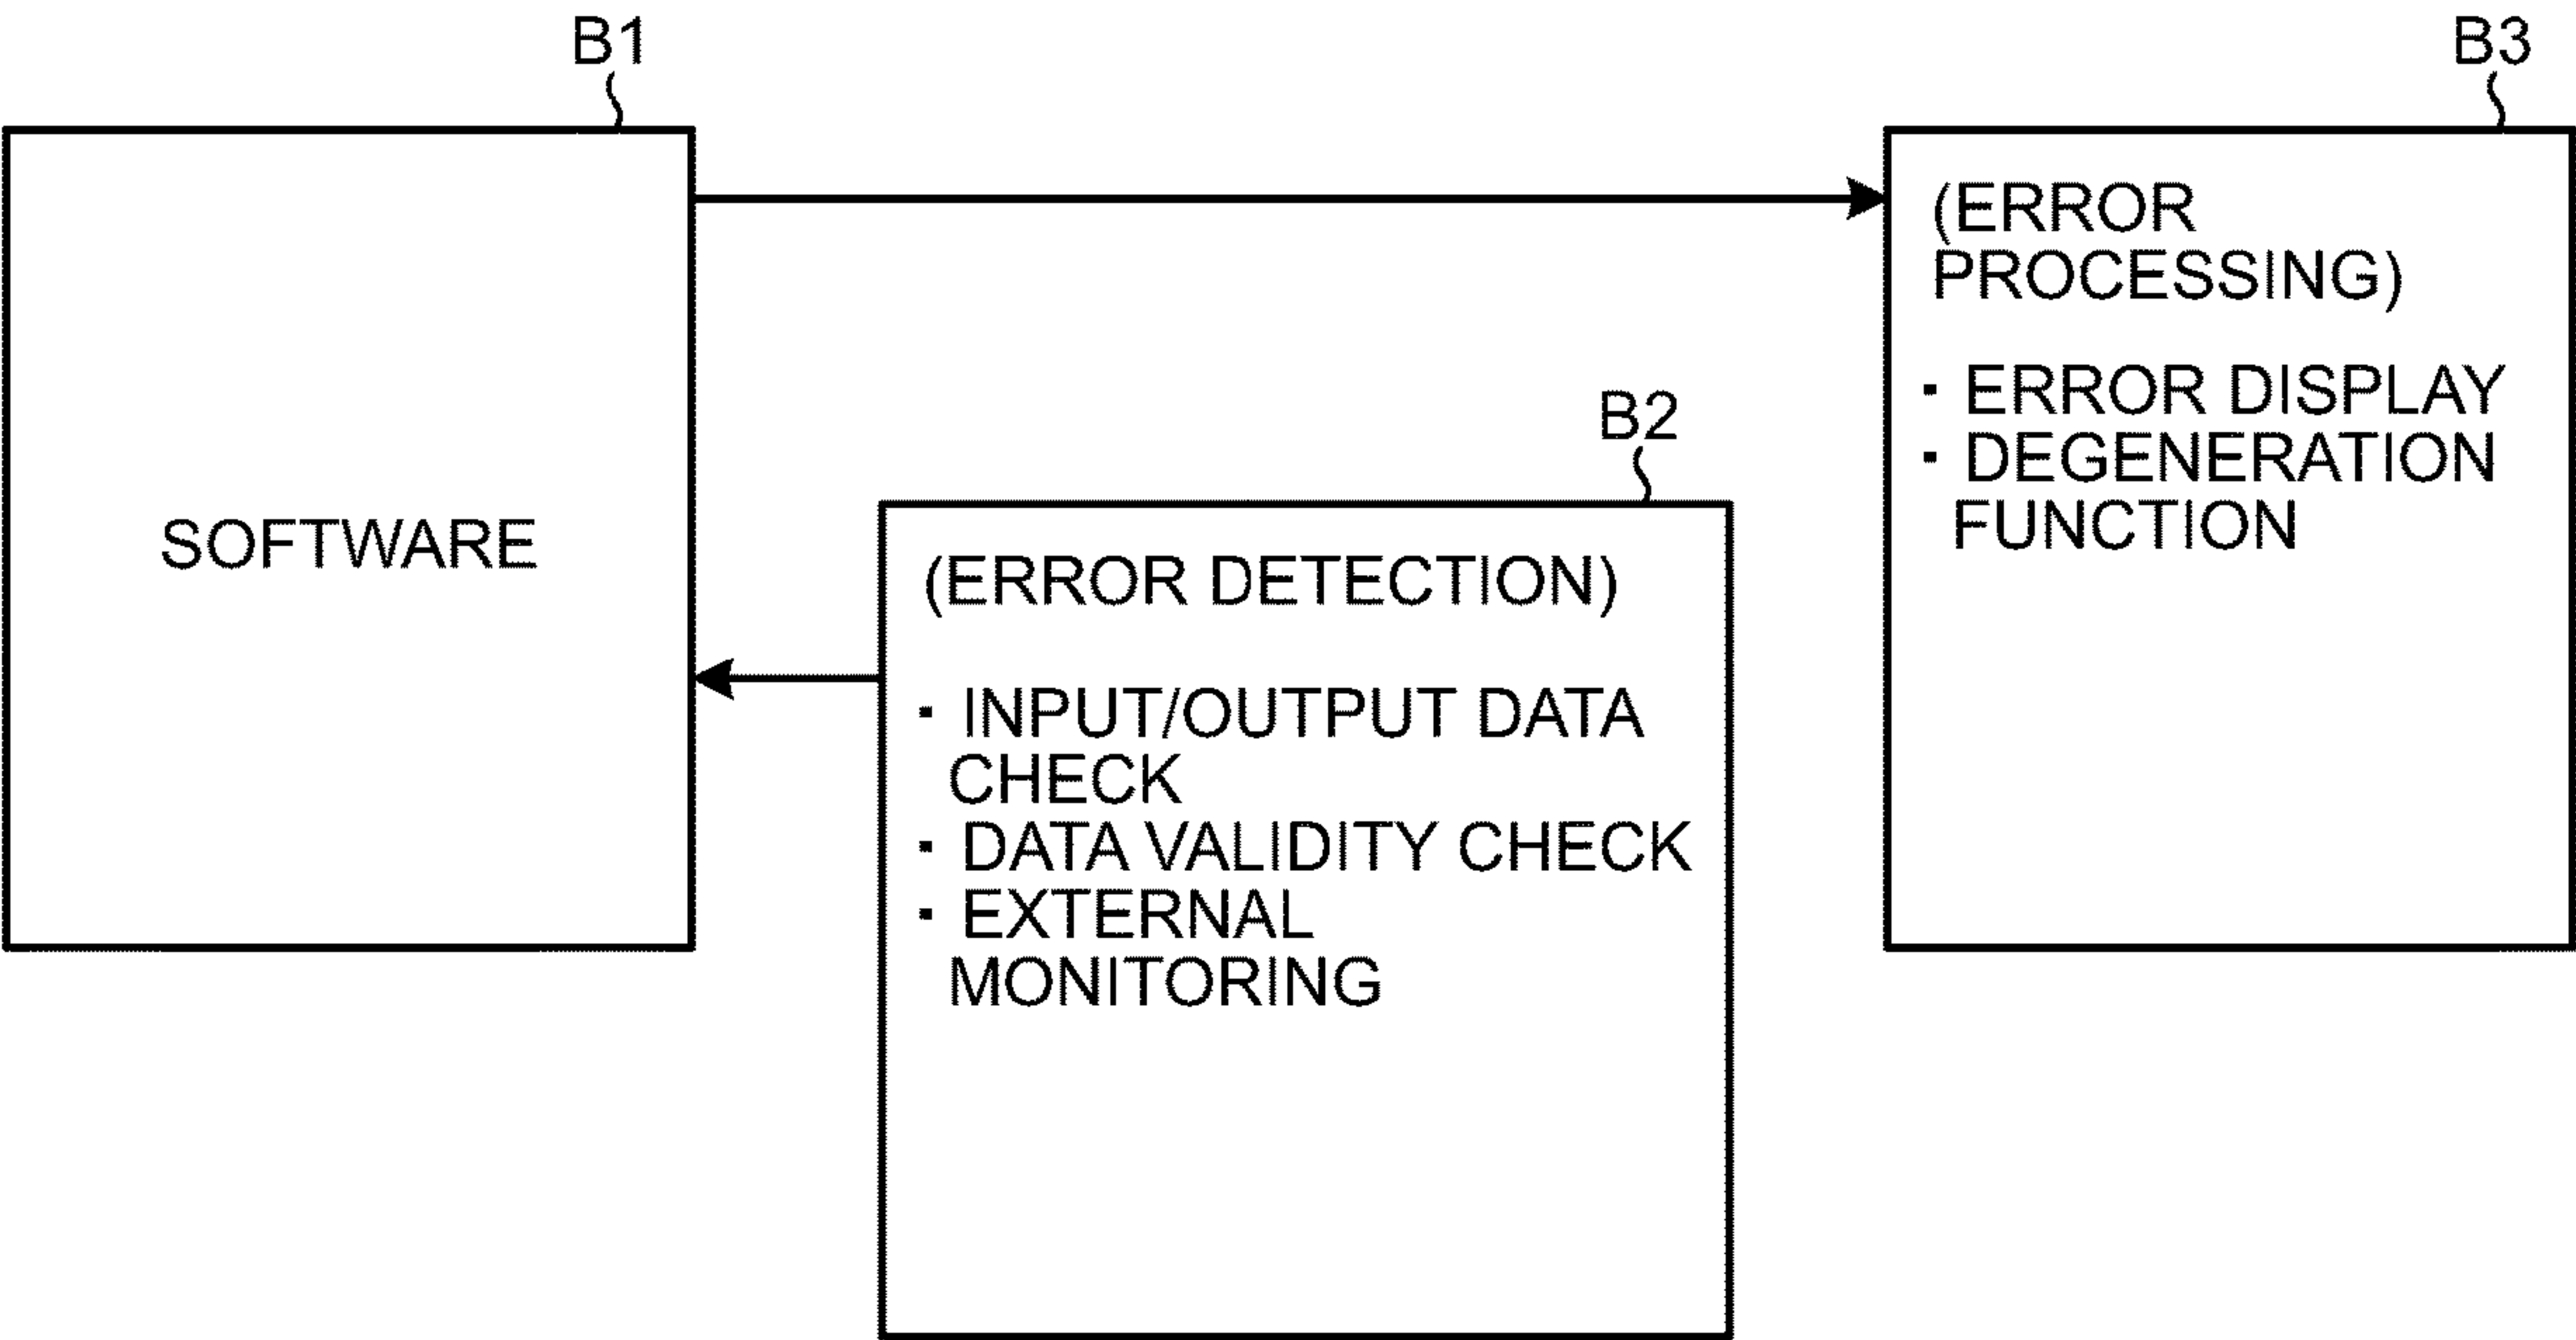 B1
SOFTWARE
B2
(ERROR DETECTION)
・ INPUT/OUTPUT DATA
CHECK
・ DATA VALIDITY CHECK
・ EXTERNAL
MONITORING
B3
(ERROR
PROCESSING)
・ ERROR DISPLAY
・ DEGENERATION
FUNCTION